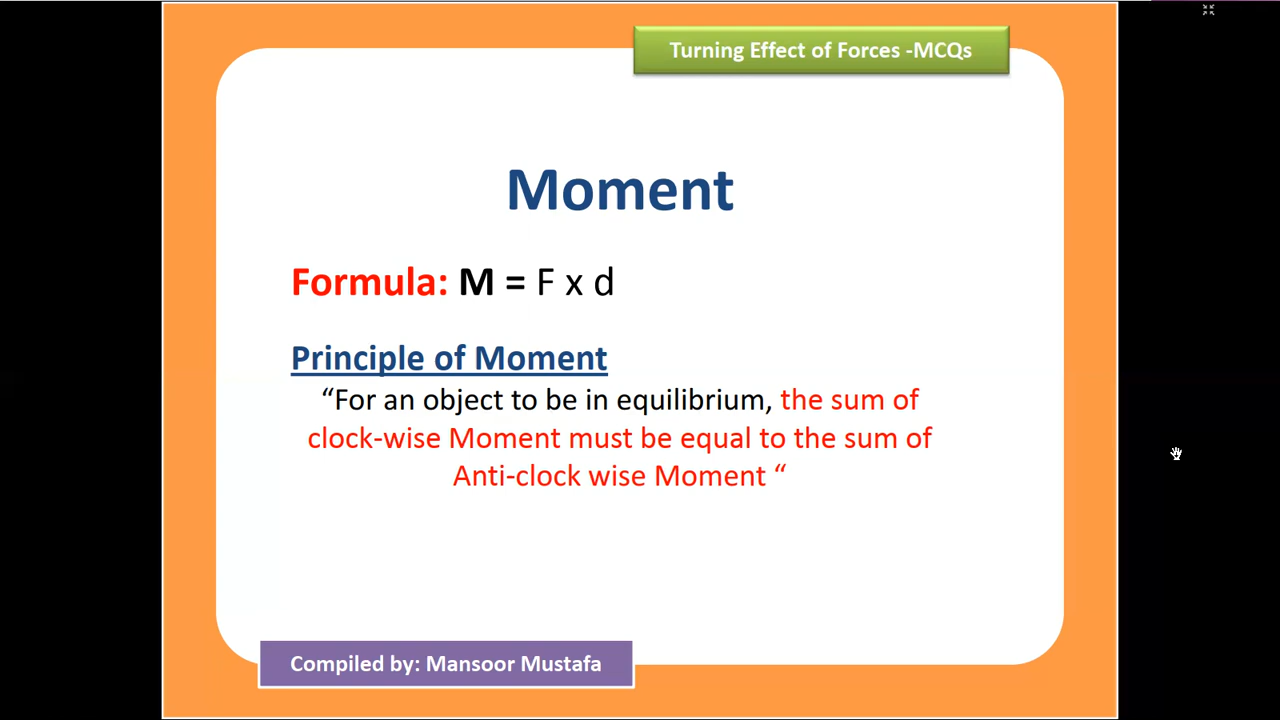 Turning Effect of Forces -MCQs
Moment
Formula: M = F x d
Principle of Moment
“For an object to be in equilibrium, the sum of
clock-wise Moment must be equal to the sum of
Anti-clock wise Moment “
Compiled by: Mansoor Mustafa